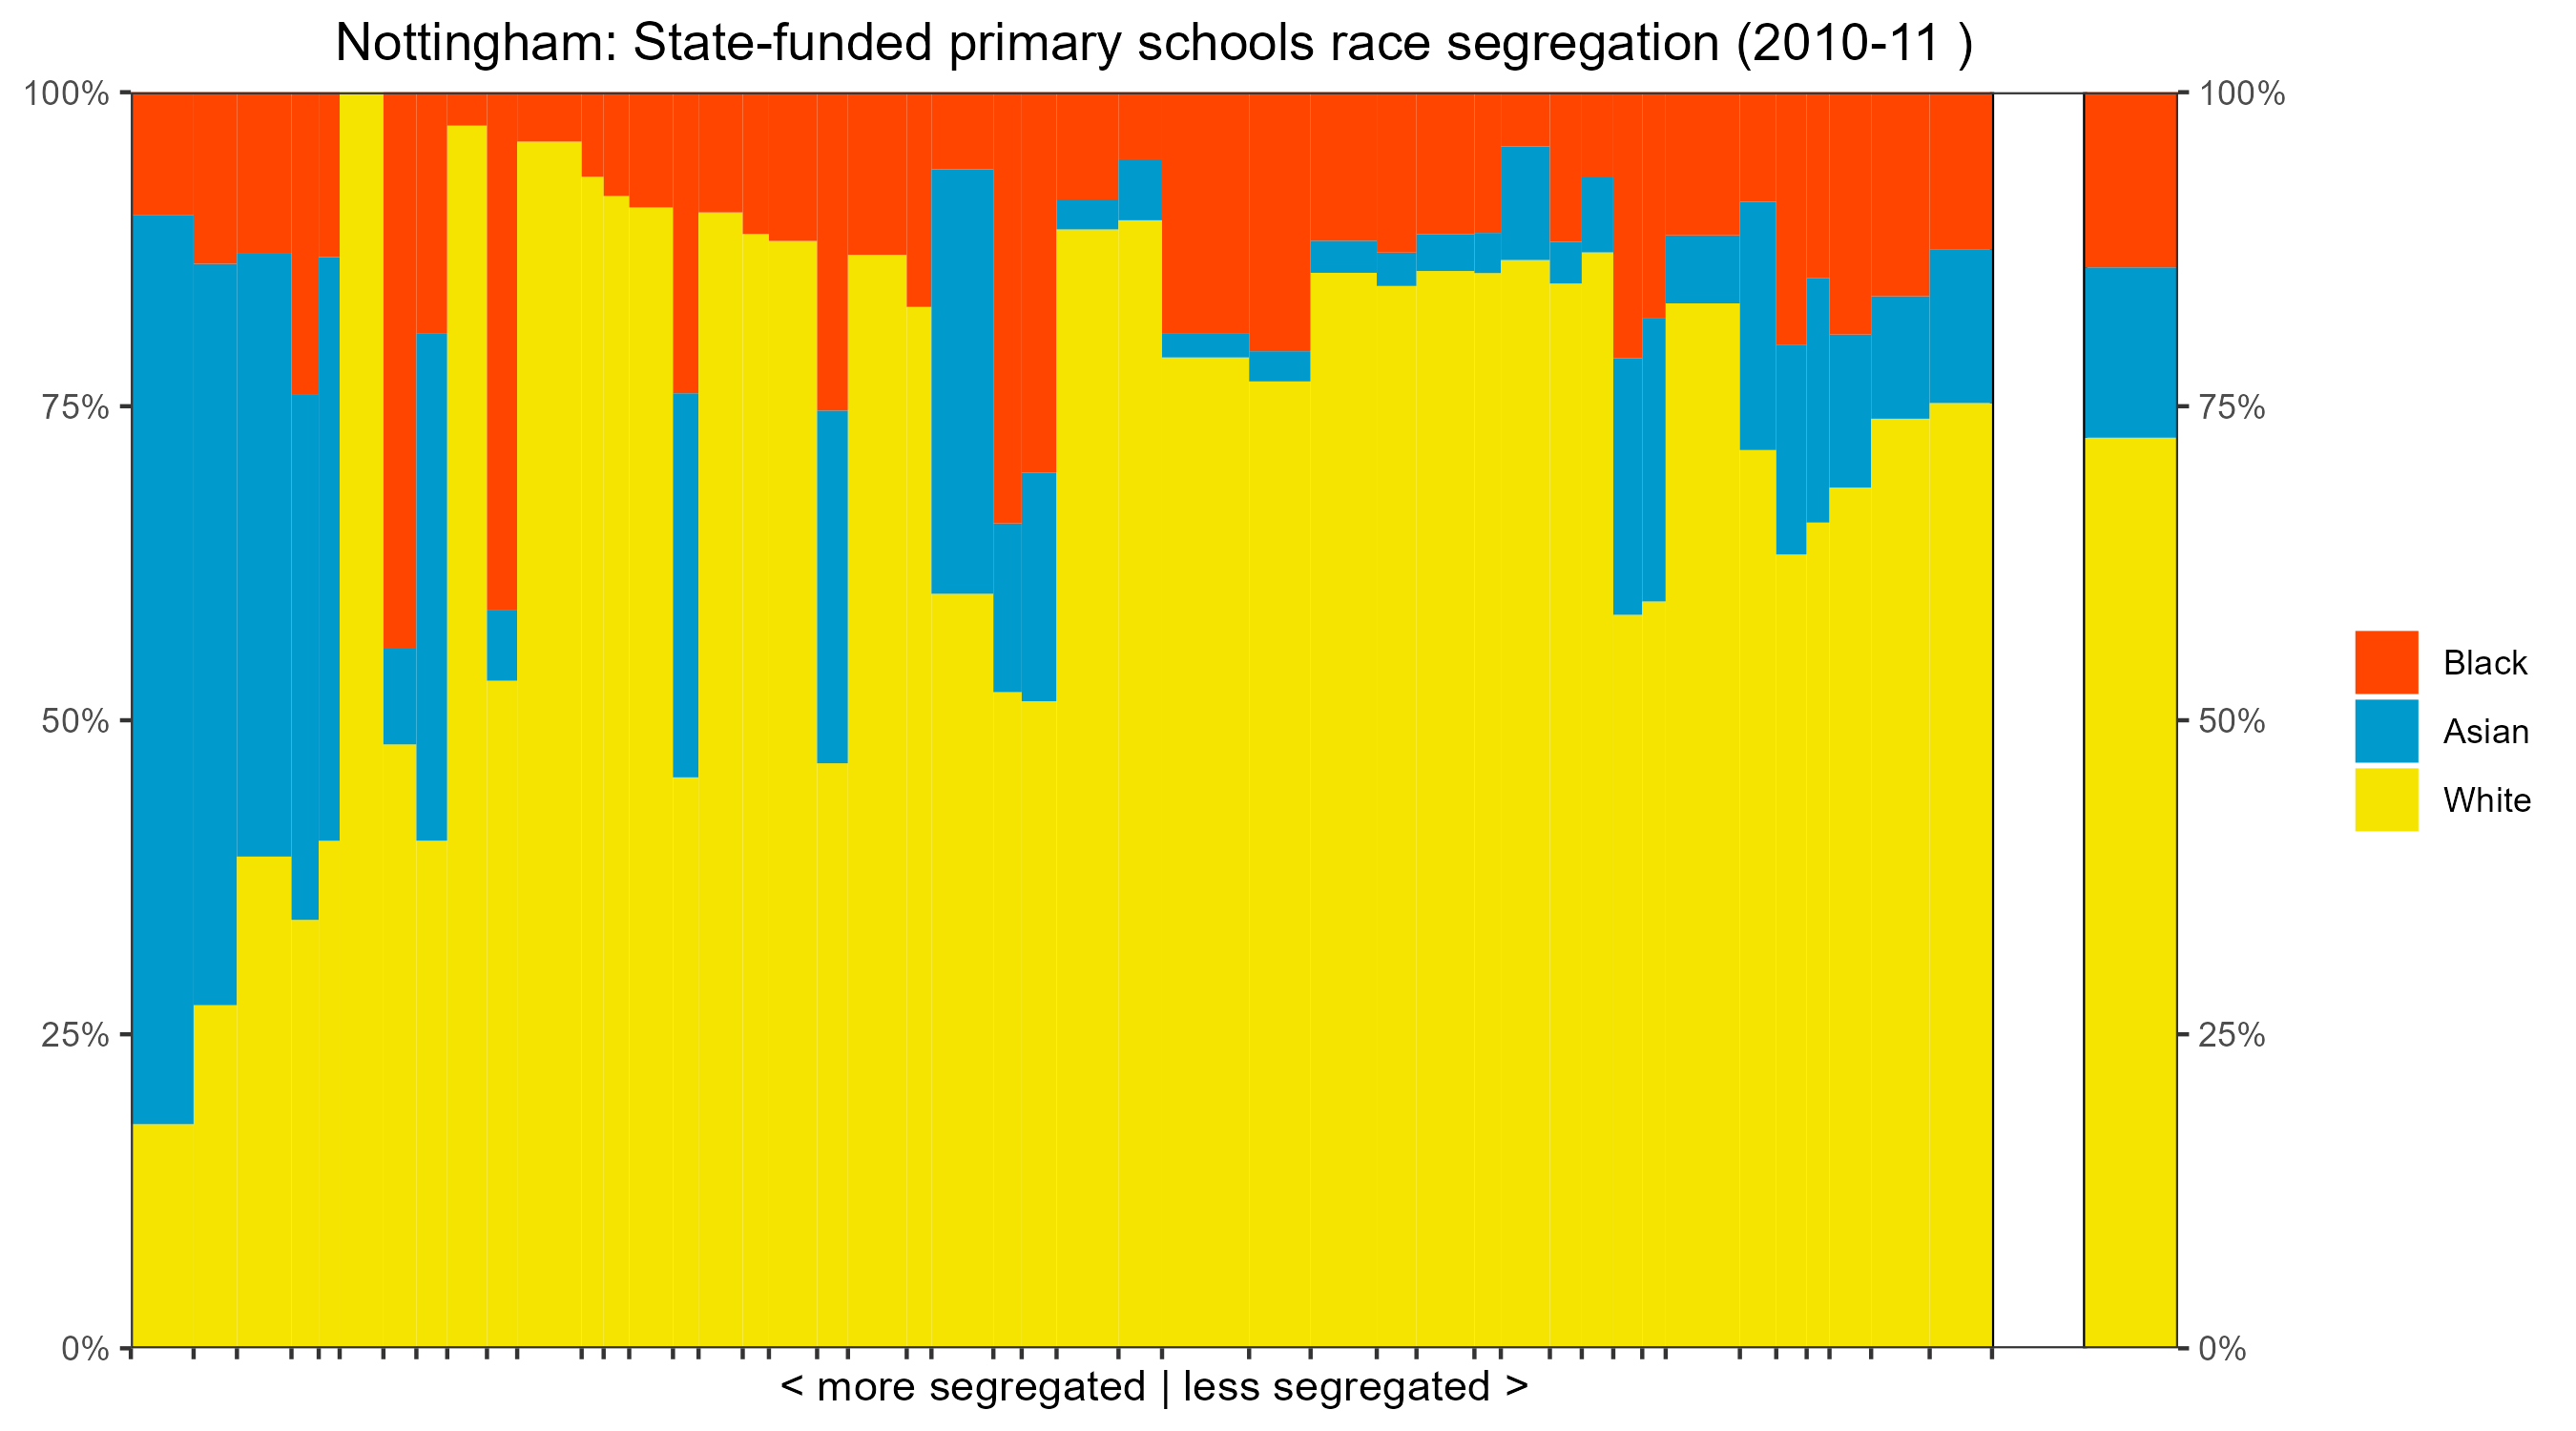 Nottingham: State-funded primary schools race segregation (2010-11 )
100%
75%
50%
25%
0%
100%
75%
50%
25%
0%
Black
Asian
White
< more segregated | less segregated >